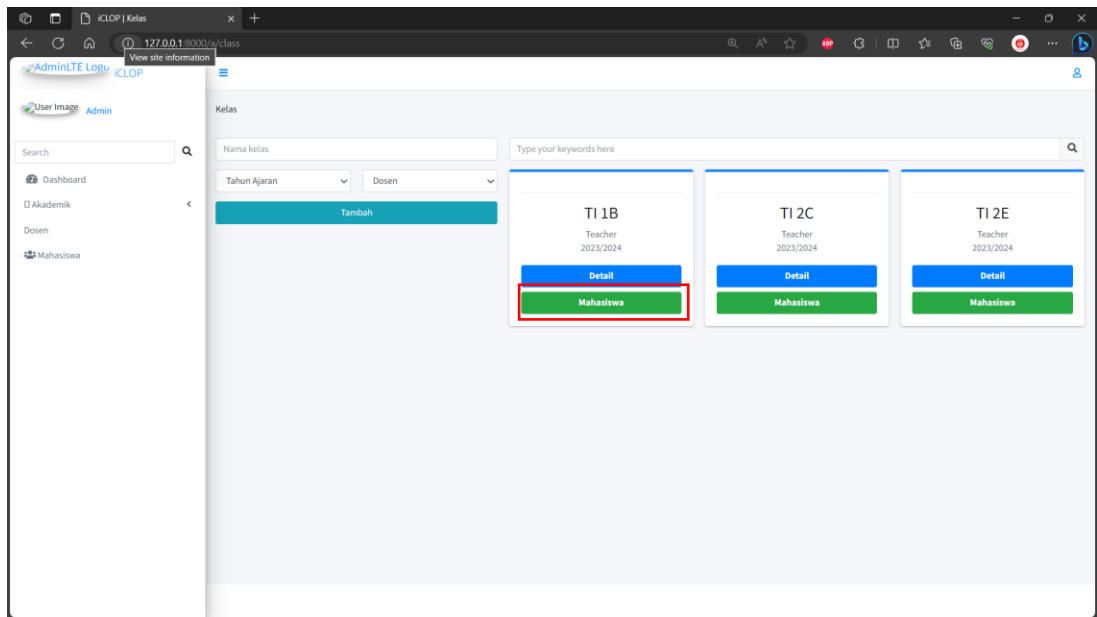 iCLOP | Kelas
127.0.0.1:8000/a/class
View site information
AdminLTE Logo iCLOP
User Image Admin
Kelas
Search
Nama kelas
Type your keywords here
Dashboard
Tahun Ajaran
Dosen
Akademik
Tambah
Dosen
Mahasiswa
TI 1B
Teacher
2023/2024
Detail
Mahasiswa
TI 2C
Teacher
2023/2024
Detail
Mahasiswa
TI 2E
Teacher
2023/2024
Detail
Mahasiswa
ABP